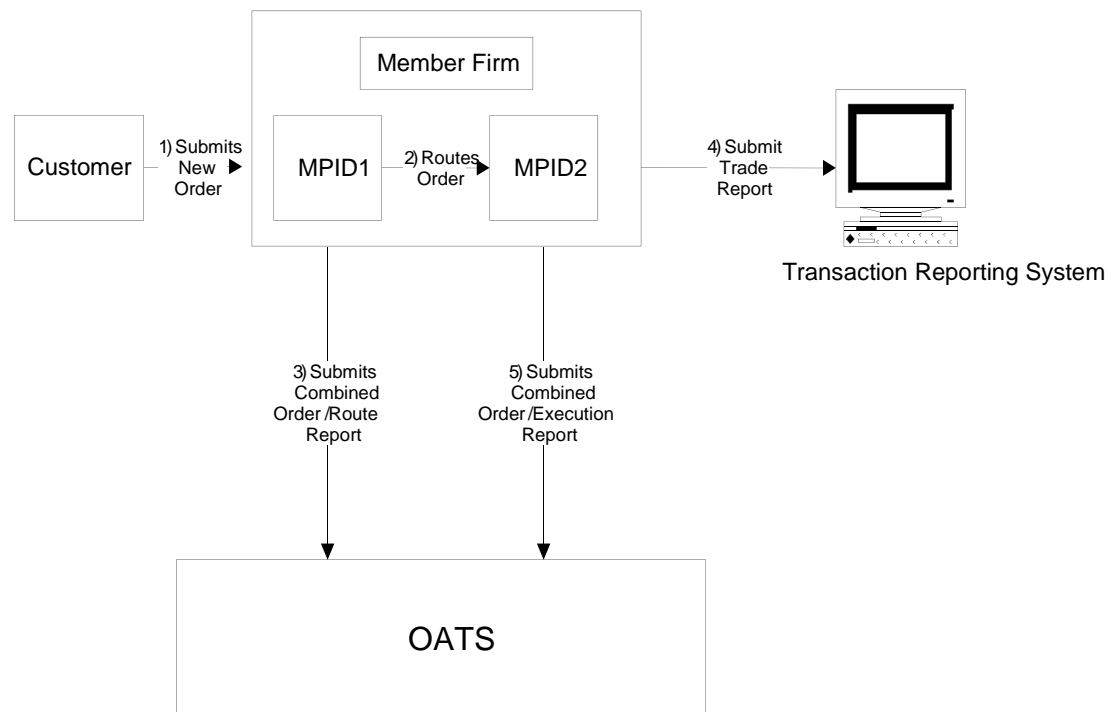 Member Firm
Customer
1) Submits
New
Order
MPID1
2) Routes
Order
MPID2
4) Submit
Trade
Report
Transaction Reporting System
3) Submits
Combined
Order /Route
Report
5) Submits
Combined
Order /Execution
Report
OATS